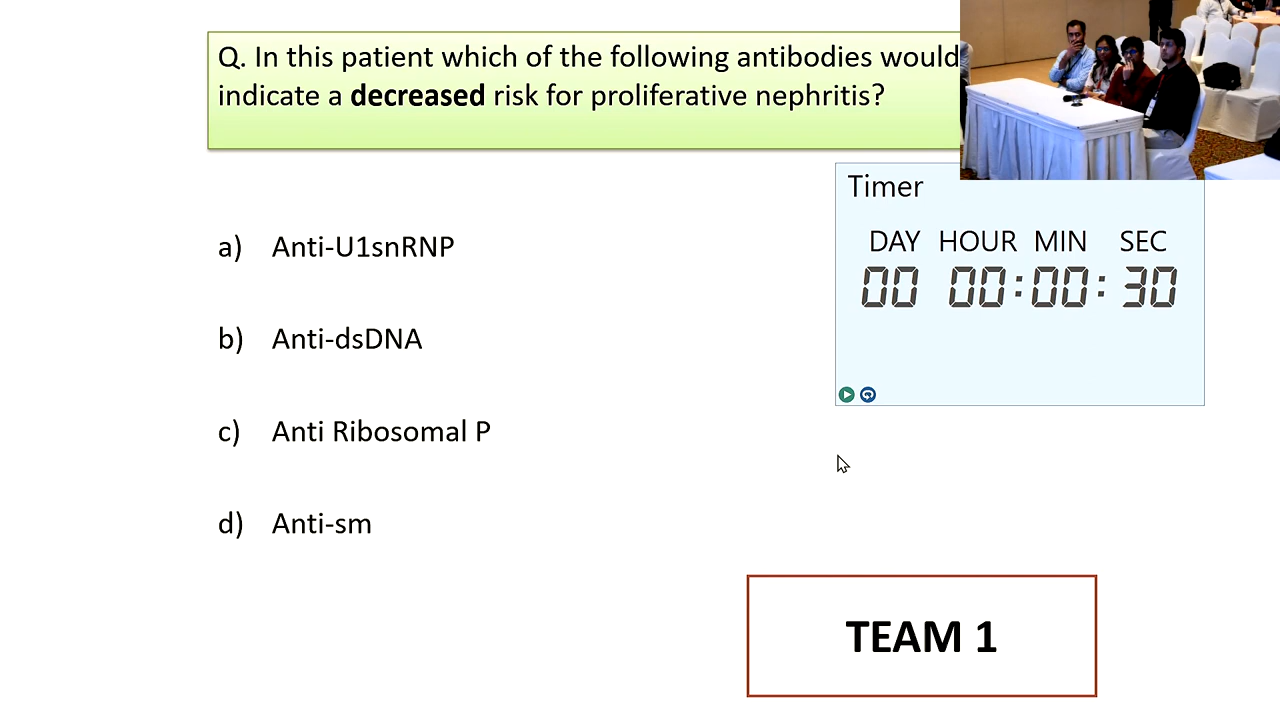 Q. In this patient which of the following antibodies would
indicate a decreased risk for proliferative nephritis?
Timer
DAY HOUR MIN SEC
00 00:00:30
a) Anti-U1snRNP
b) Anti-dsDNA
c) Anti Ribosomal P
d) Anti-sm
TEAM 1